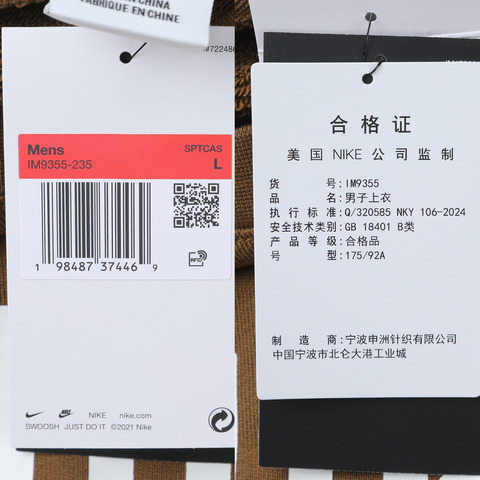 IN CHINA
FABRIQUE EN CHINE
Mens
SPTCAS
IM9355-235
L
1 98487 37446 9
RFID
NIKE
nike.com
SWOOSH
JUST DO IT
©2021 Nike
合格证
美国 NIKE 公司监制
货号:IM9355
品名:男子上衣
执行标准:Q/320585 NKY 106-2024
安全技术类别:GB 18401 B类
产品等级:合格品
号型:175/92A
制造商:宁波申洲针织有限公司
中国宁波市北仑大港工业城